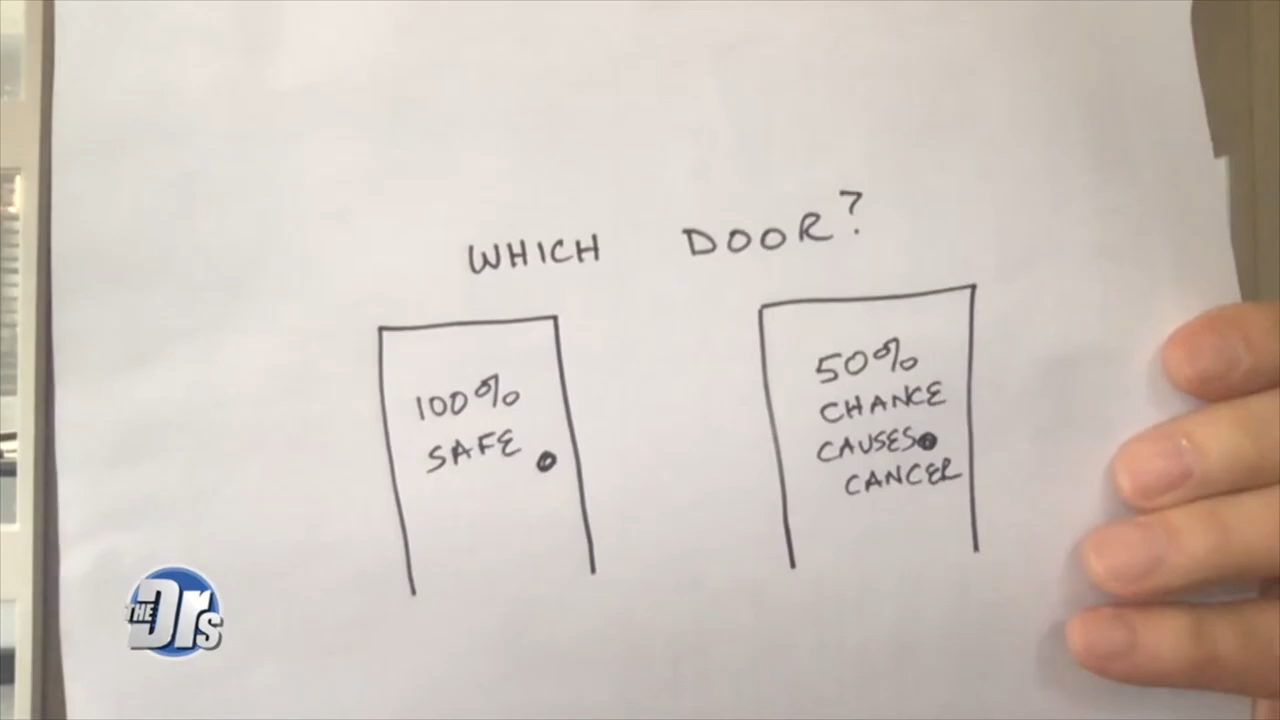 WHICH DOOR?
100%
SAFE
50%
CHANCE
CAUSES
CANCER
THE
Drs